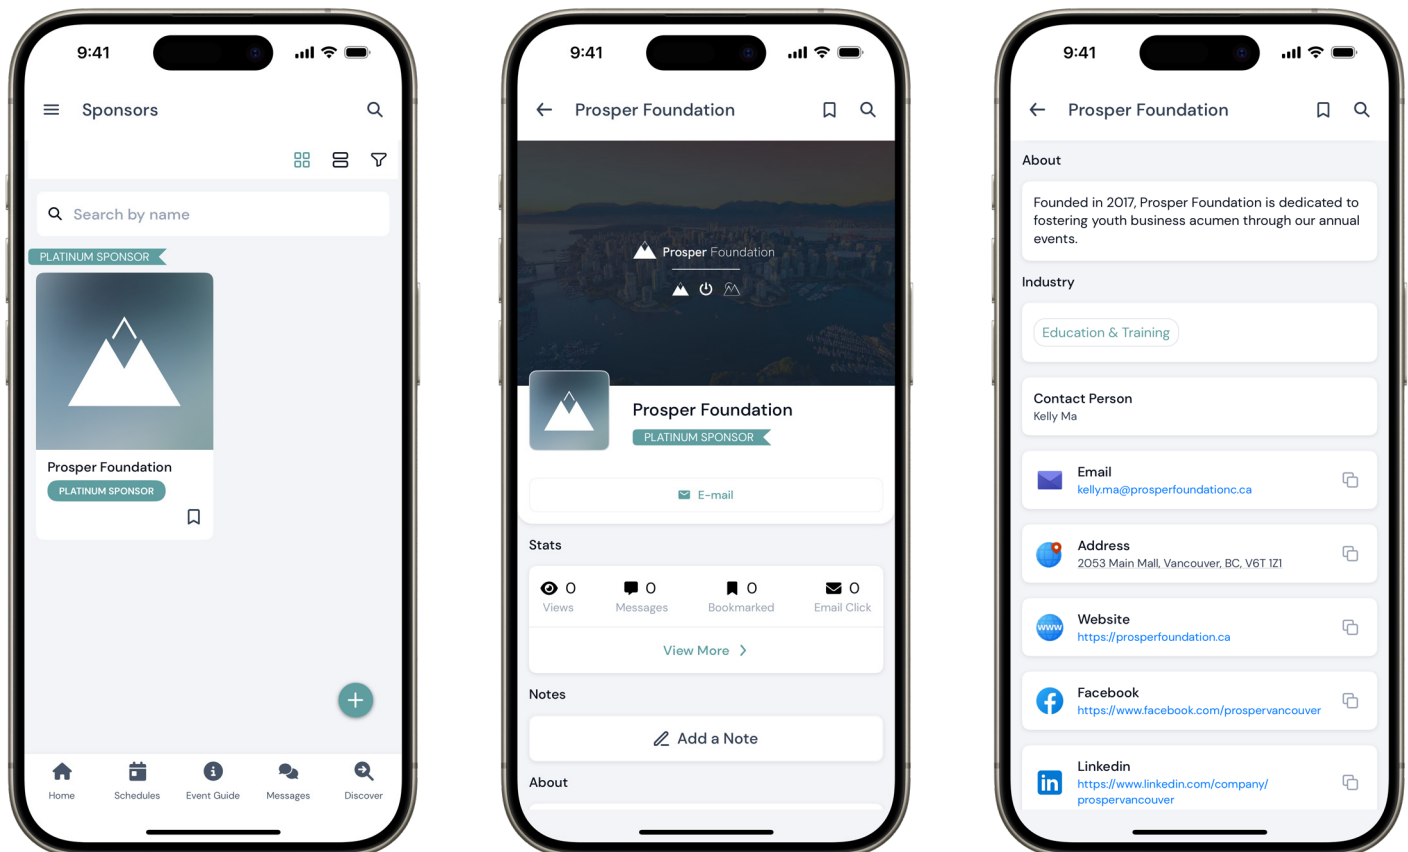 9:41
Sponsors
Search by name
PLATINUM SPONSOR
Prosper Foundation
PLATINUM SPONSOR
Home
Schedules
Event Guide
Messages
Discover
9:41
Prosper Foundation
Prosper Foundation
Prosper Foundation
PLATINUM SPONSOR
E-mail
Stats
0
0
0
0
Views
Messages
Bookmarked
Email Click
View More
Notes
Add a Note
About
9:41
Prosper Foundation
About
Founded in 2017, Prosper Foundation is dedicated to
fostering youth business acumen through our annual
events.
Industry
Education & Training
Contact Person
Kelly Ma
Email
kelly.ma@prosperfoundationc.ca
Address
2053 Main Mall, Vancouver, BC, V6T 1Z1
www
Website
https://prosperfoundation.ca
Facebook
https://www.facebook.com/prospervancouver
in
Linkedin
https://www.linkedin.com/company/
prospervancouver